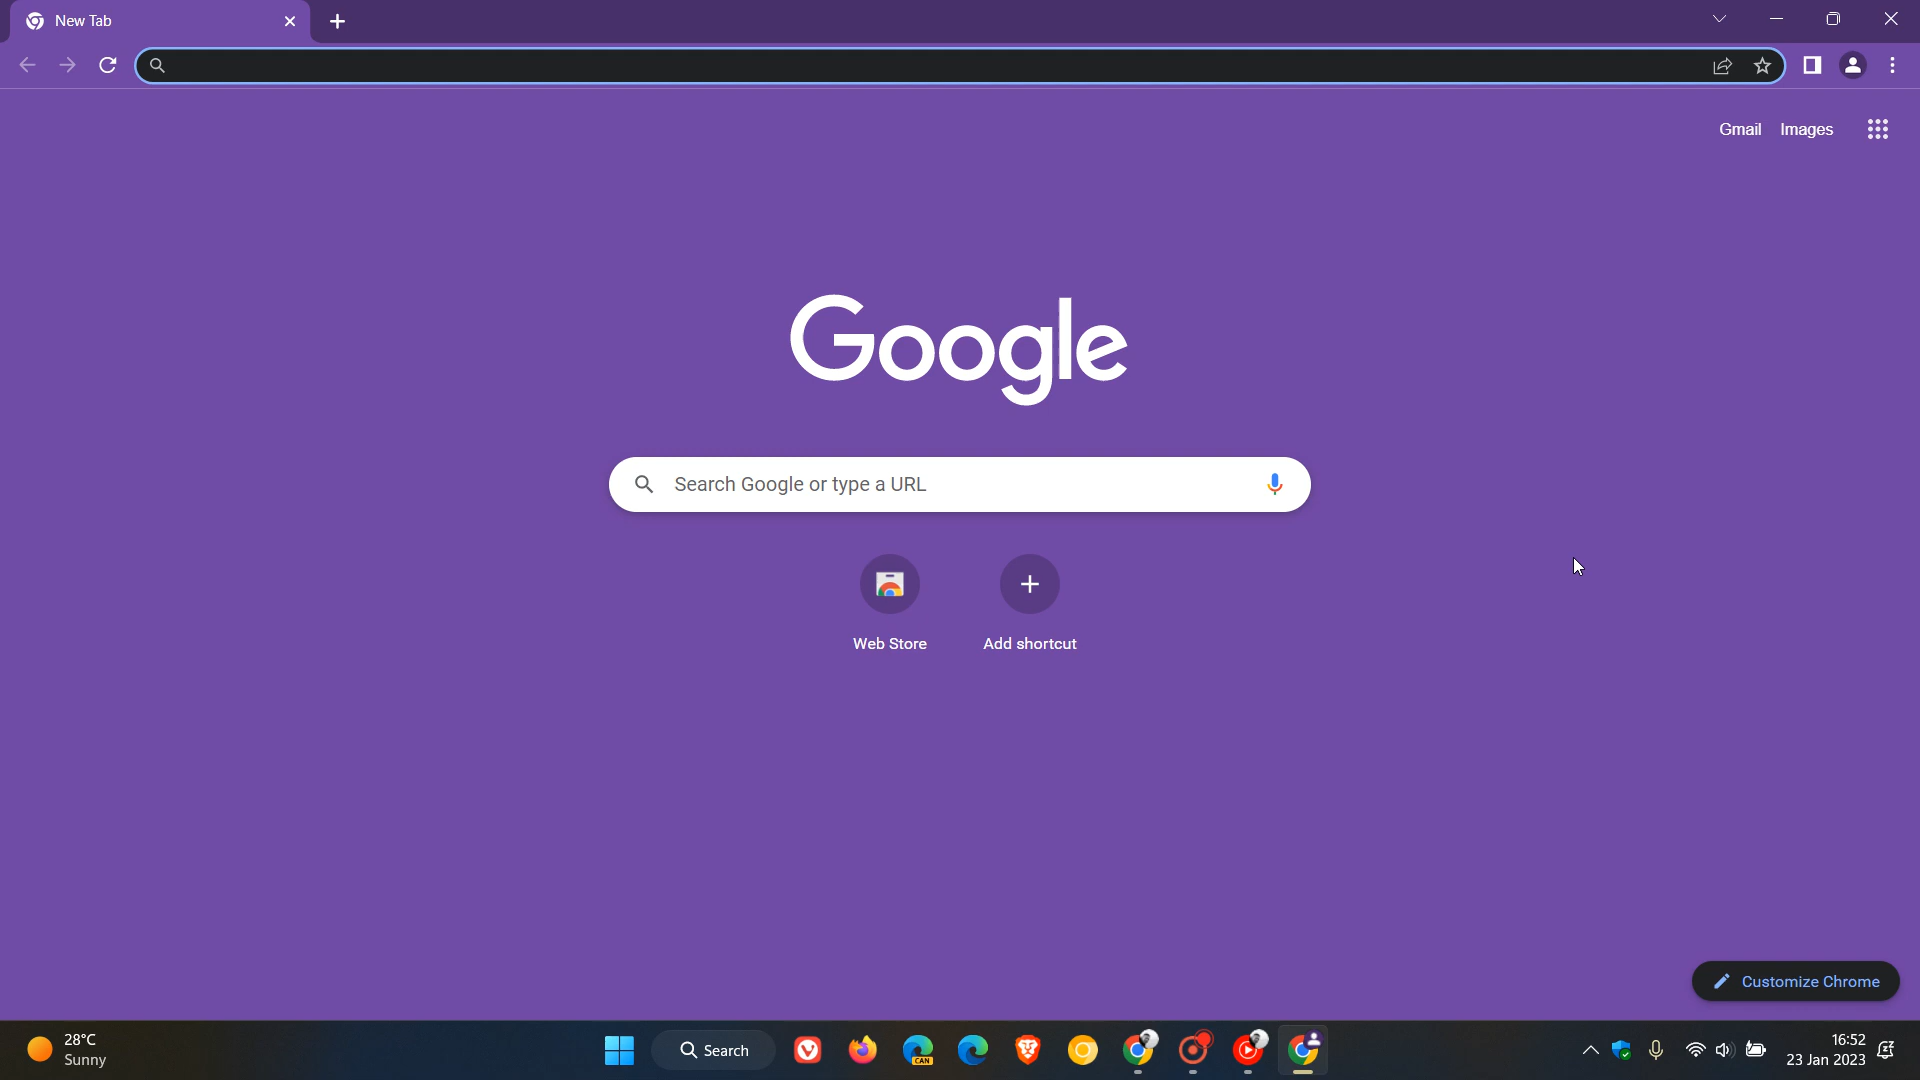 New Tab
Gmail Images
Google
Search Google or type a URL
Web Store
Add shortcut
Customize Chrome
28°C
Sunny
Search
CAN
16:52
23 Jan 2023